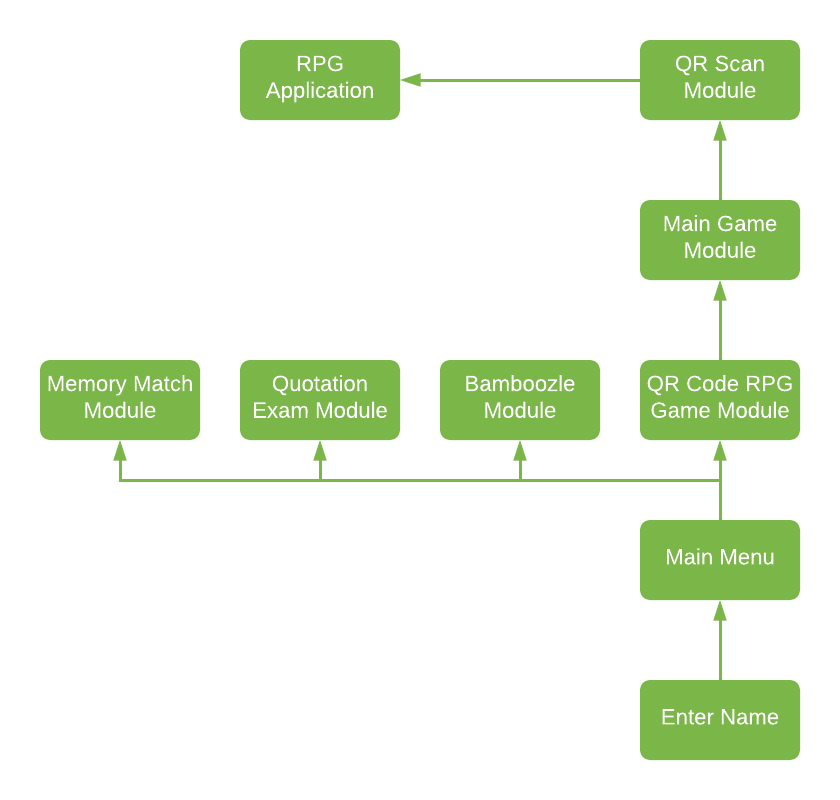 RPG
Application
QR Scan
Module
Main Game
Module
Memory Match
Module
Quotation
Exam Module
Bamboozle
Module
QR Code RPG
Game Module
Main Menu
Enter Name